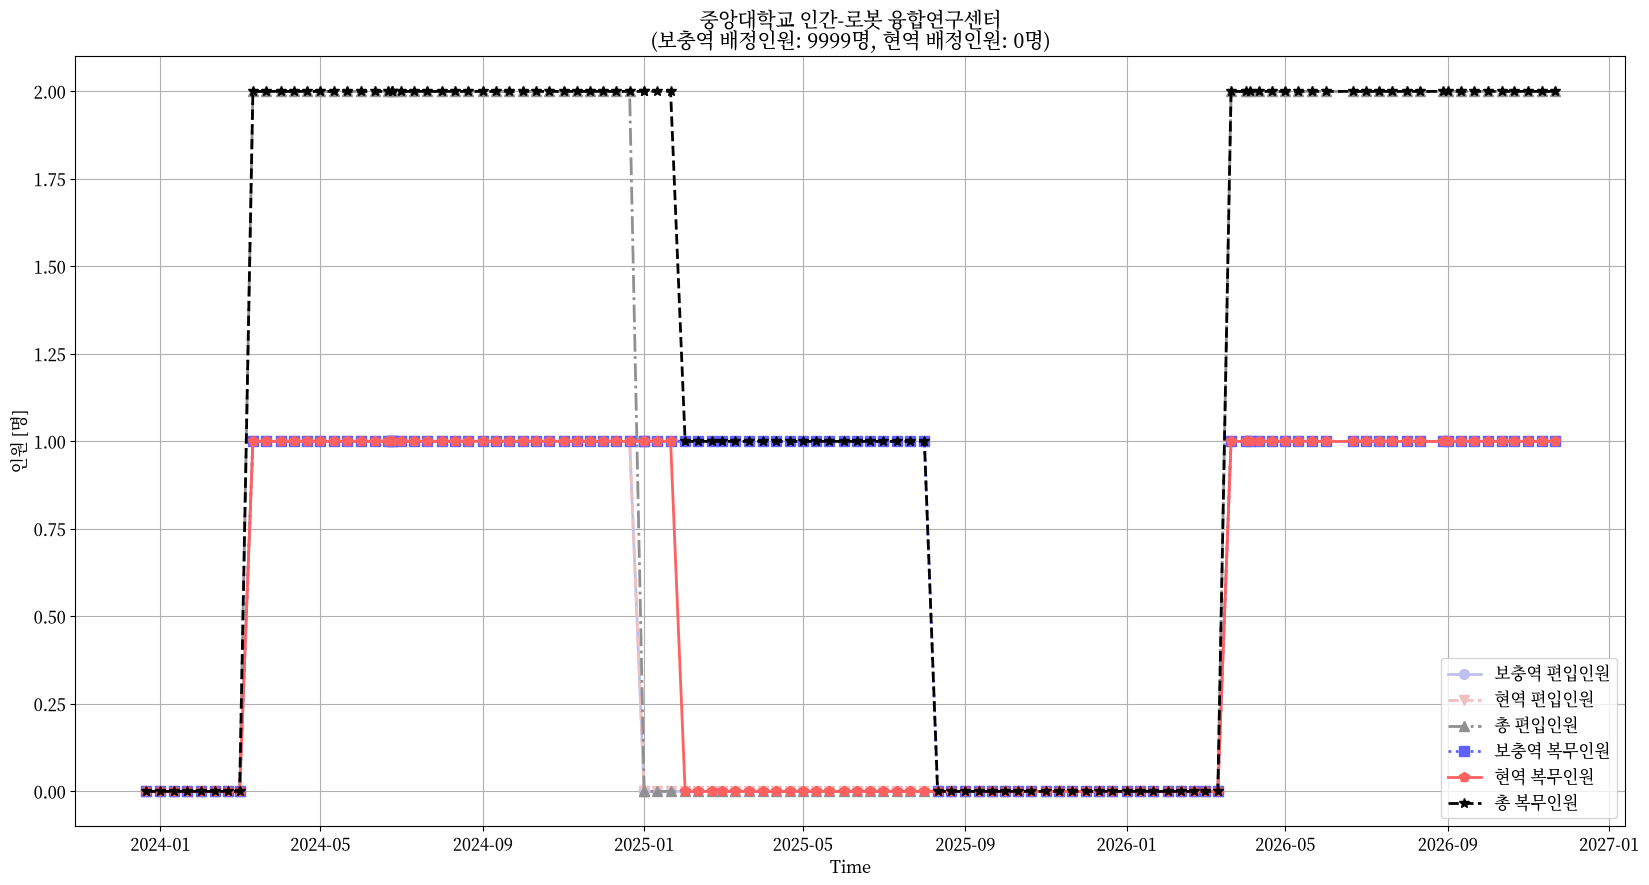 중앙대학교 인간-로봇 융합연구센터
(보충역 배정인원: 9999명, 현역 배정인원: 0명)
2.00
1.75
1.50
1.25
1.00
0.75
0.50
0.25
0.00
인원 [명]
보충역 편입인원
현역 편입인원
총 편입인원
보충역 복무인원
현역 복무인원
총 복무인원
2024-01 2024-05 2024-09 2025-01 2025-05 2025-09 2026-01 2026-05 2026-09 2027-01
Time